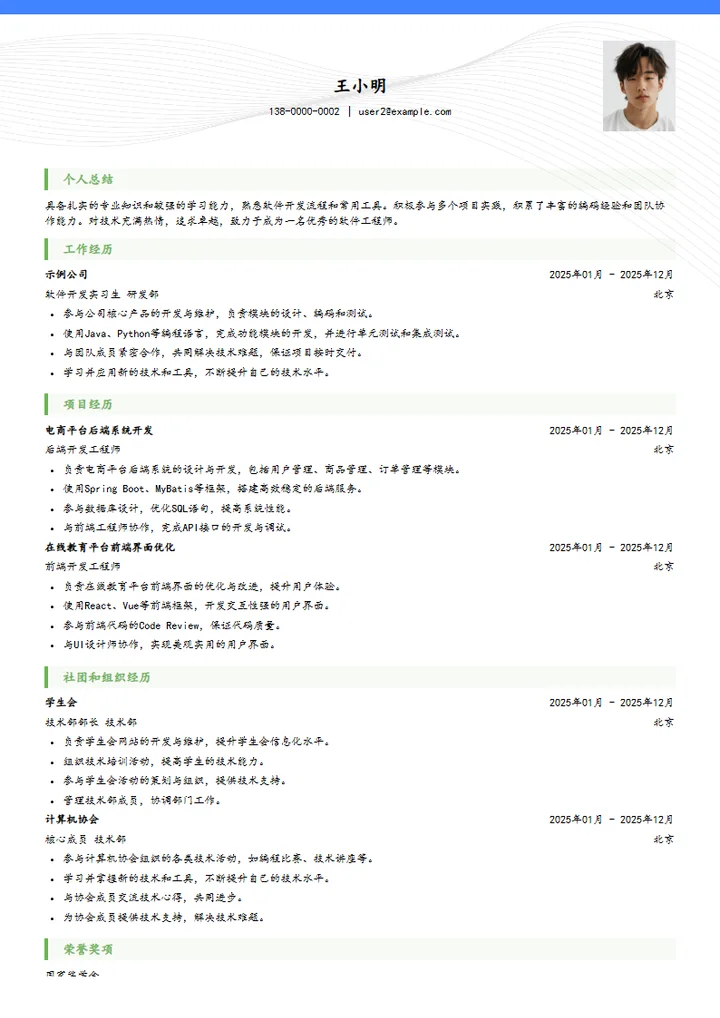 王小明
138-0000-0002 | user2@example.com
个人总结
具备扎实的专业知识和较强的学习能力，熟悉软件开发流程和常用工具。积极参与多个项目实践，积累了丰富的编码经验和团队协
作能力。对技术充满热情，追求卓越，致力于成为一名优秀的软件工程师。
工作经历
示例公司 2025年01月 - 2025年12月
软件开发实习生 研发部 北京
• 参与公司核心产品的开发与维护，负责模块的设计、编码和测试。
• 使用Java、Python等编程语言，完成功能模块的开发，并进行单元测试和集成测试。
• 与团队成员紧密合作，共同解决技术难题，保证项目按时交付。
• 学习并应用新的技术和工具，不断提升自己的技术水平。
项目经历
电商平台后端系统开发 2025年01月 - 2025年12月
后端开发工程师 北京
• 负责电商平台后端系统的设计与开发，包括用户管理、商品管理、订单管理等模块。
• 使用Spring Boot、MyBatis等框架，搭建高效稳定的后端服务。
• 参与数据库设计，优化SQL语句，提高系统性能。
• 与前端工程师协作，完成API接口的开发与调试。
在线教育平台前端界面优化 2025年01月 - 2025年12月
前端开发工程师 北京
• 负责在线教育平台前端界面的优化与改进，提升用户体验。
• 使用React、Vue等前端框架，开发交互性强的用户界面。
• 参与前端代码的Code Review，保证代码质量。
• 与UI设计师协作，实现美观实用的用户界面。
社团和组织经历
学生会 2025年01月 - 2025年12月
技术部部长 技术部 北京
• 负责学生会网站的开发与维护，提升学生会信息化水平。
• 组织技术培训活动，提高学生的技术能力。
• 参与学生会活动的策划与组织，提供技术支持。
• 管理技术部成员，协调部门工作。
计算机协会 2025年01月 - 2025年12月
核心成员 技术部 北京
• 参与计算机协会组织的各类技术活动，如编程比赛、技术讲座等。
• 学习并掌握新的技术和工具，不断提升自己的技术水平。
• 与协会成员交流技术心得，共同进步。
• 为协会成员提供技术支持，解决技术难题。
荣誉奖项